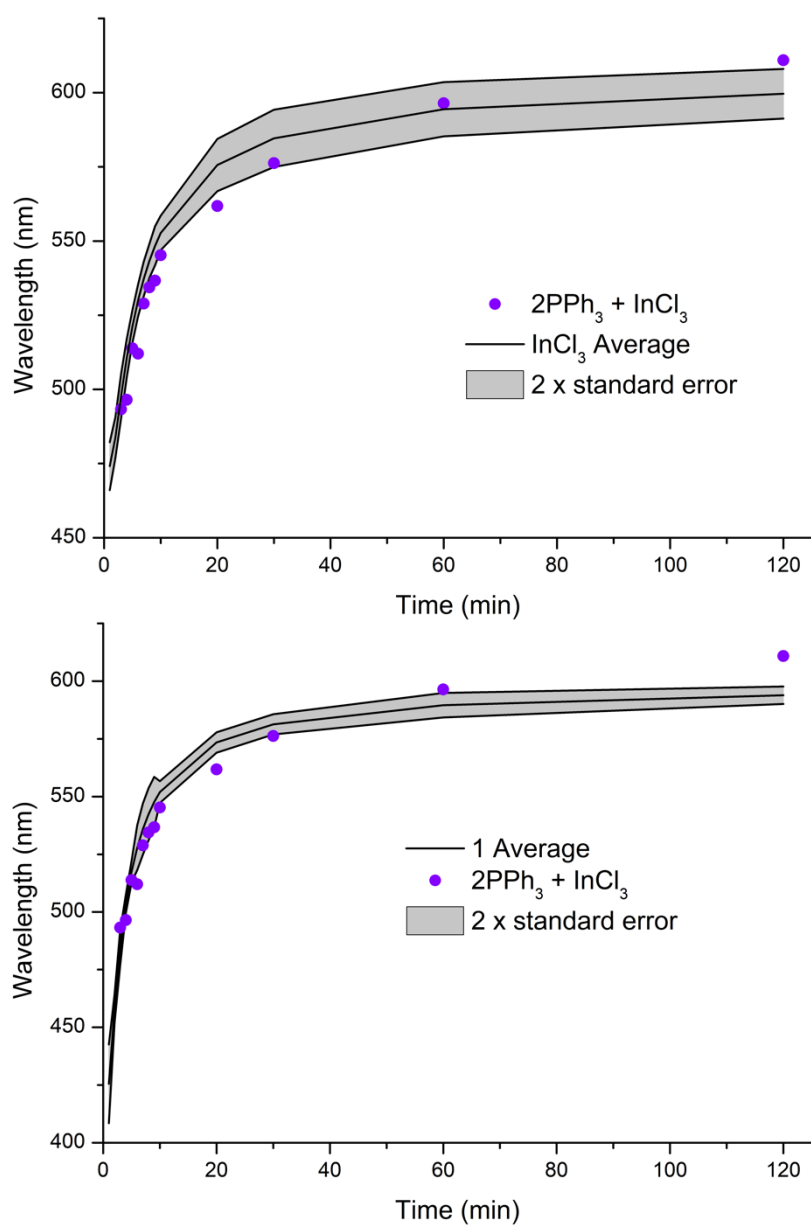 600
550
500
450
Wavelength (nm)
2PPh₃ + InCl₃
InCl₃ Average
2 x standard error
0 20 40 60 80 100 120
Time (min)
600
550
500
450
400
Wavelength (nm)
1 Average
2PPh₃ + InCl₃
2 x standard error
0 20 40 60 80 100 120
Time (min)